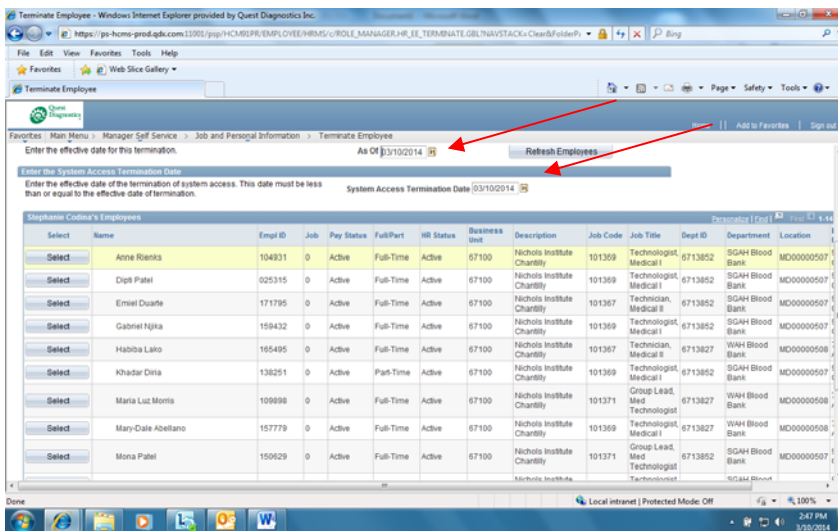 Terminate Employee - Windows Internet Explorer provided by Quest Diagnostics Inc.
https://ps-hcms-prod.qdx.com:11001/psp/HCM91PR/EMPLOYEE/HRMS/c/ROLE_MANAGER.HR_EE_TERMINATE.GBL?NAVSTACK=Clear&FolderP
Bing
File Edit View Favorites Tools Help
Favorites Web Slice Gallery
Terminate Employee
Page Safety Tools
Quest Diagnostics
Home Add to Favorites Sign out
Favorites Main Menu > Manager Self Service > Job and Personal Information > Terminate Employee
Enter the effective date for this termination. As Of 03/10/2014 Refresh Employees
Enter the System Access Termination Date
Enter the effective date of the termination of system access. This date must be less
than or equal to the effective date of termination. System Access Termination Date 03/10/2014
Stephanie Codina's Employees Personalize | Find | First 1-14
Select Name Empl ID Job Pay Status Full/Part HR Status Business Unit Description Job Code Job Title Dept ID Department Location
Select Anne Rienks 104931 0 Active Full-Time Active 67100 Nichols Institute Chantilly 101369 Technologist, Medical I 6713852 SGAH Blood Bank MD00000507
Select Dipti Patel 025315 0 Active Full-Time Active 67100 Nichols Institute Chantilly 101369 Technologist, Medical I 6713852 SGAH Blood Bank MD00000507
Select Emiel Duarte 171795 0 Active Full-Time Active 67100 Nichols Institute Chantilly 101367 Technician, Medical II 6713852 SGAH Blood Bank MD00000507
Select Gabriel Njika 159432 0 Active Full-Time Active 67100 Nichols Institute Chantilly 101369 Technologist, Medical I 6713852 SGAH Blood Bank MD00000507
Select Habiba Lako 165495 0 Active Full-Time Active 67100 Nichols Institute Chantilly 101367 Technician, Medical II 6713827 WAH Blood Bank MD00000508
Select Khadar Diria 138251 0 Active Part-Time Active 67100 Nichols Institute Chantilly 101369 Technologist, Medical I 6713852 SGAH Blood Bank MD00000507
Select Maria Luz Morris 109898 0 Active Full-Time Active 67100 Nichols Institute Chantilly 101371 Group Lead, Med Technologist 6713827 WAH Blood Bank MD00000508
Select Mary-Dale Abellano 157779 0 Active Full-Time Active 67100 Nichols Institute Chantilly 101369 Technologist, Medical I 6713827 WAH Blood Bank MD00000508
Select Mona Patel 150629 0 Active Full-Time Active 67100 Nichols Institute Chantilly 101371 Group Lead, Med Technologist 6713852 SGAH Blood Bank MD00000507
Nichols Institute Technologist SGAH Blood
Done Local intranet | Protected Mode: Off 100%
2:47 PM
3/10/2014